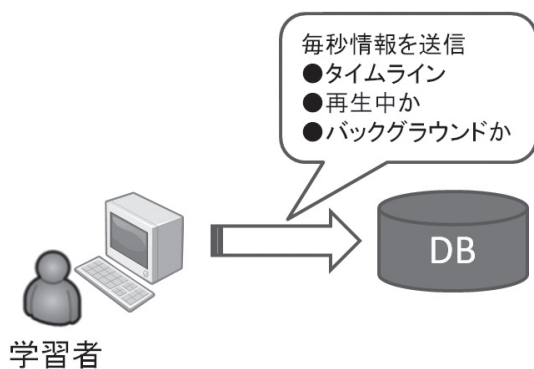 毎秒情報を送信
●タイムライン
●再生中か
●バックグラウンドか
DB
学習者